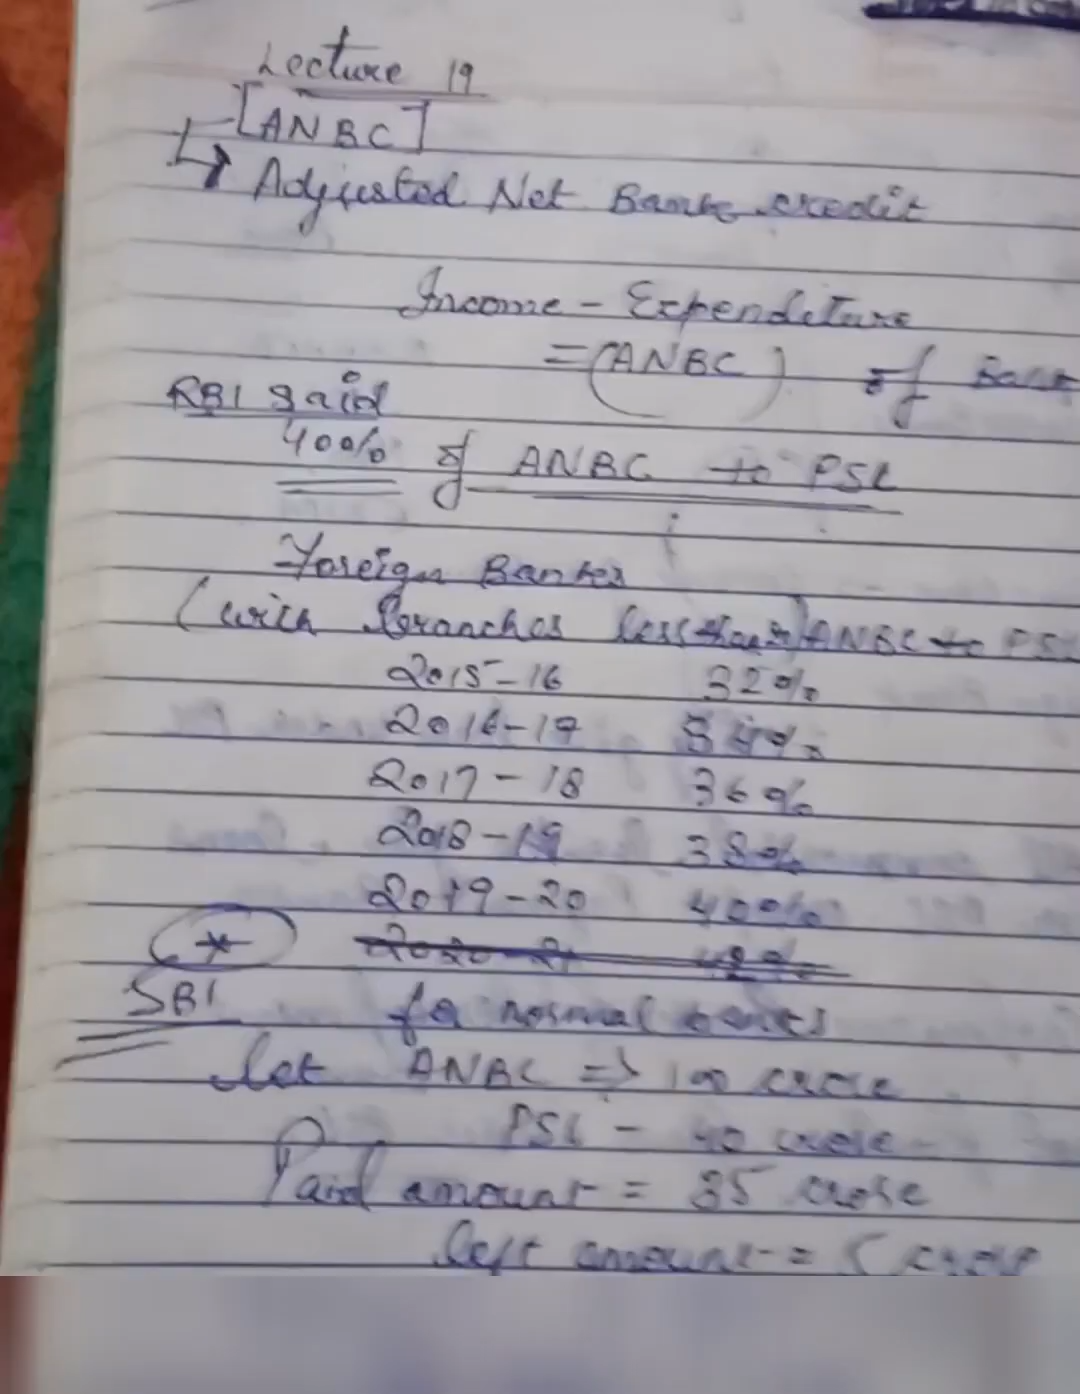 Lecture 19
[ANBC]
Adjusted Net Bank credit
Income - Expenditure
= (ANBC) of Bank
RBI said
40% of ANBC to PSL
Foreign Banks
(with Branches less than ) ANBC to PSL
2015-16 32%
2016-17 34%
2017-18 36%
2018-19 38%
2019-20 40%
2020-21 42%
*
SBI for normal banks
let ANBC => 100 crore
PSL - 40 crore
Paid amount = 35 crore
left amount = 5 crore